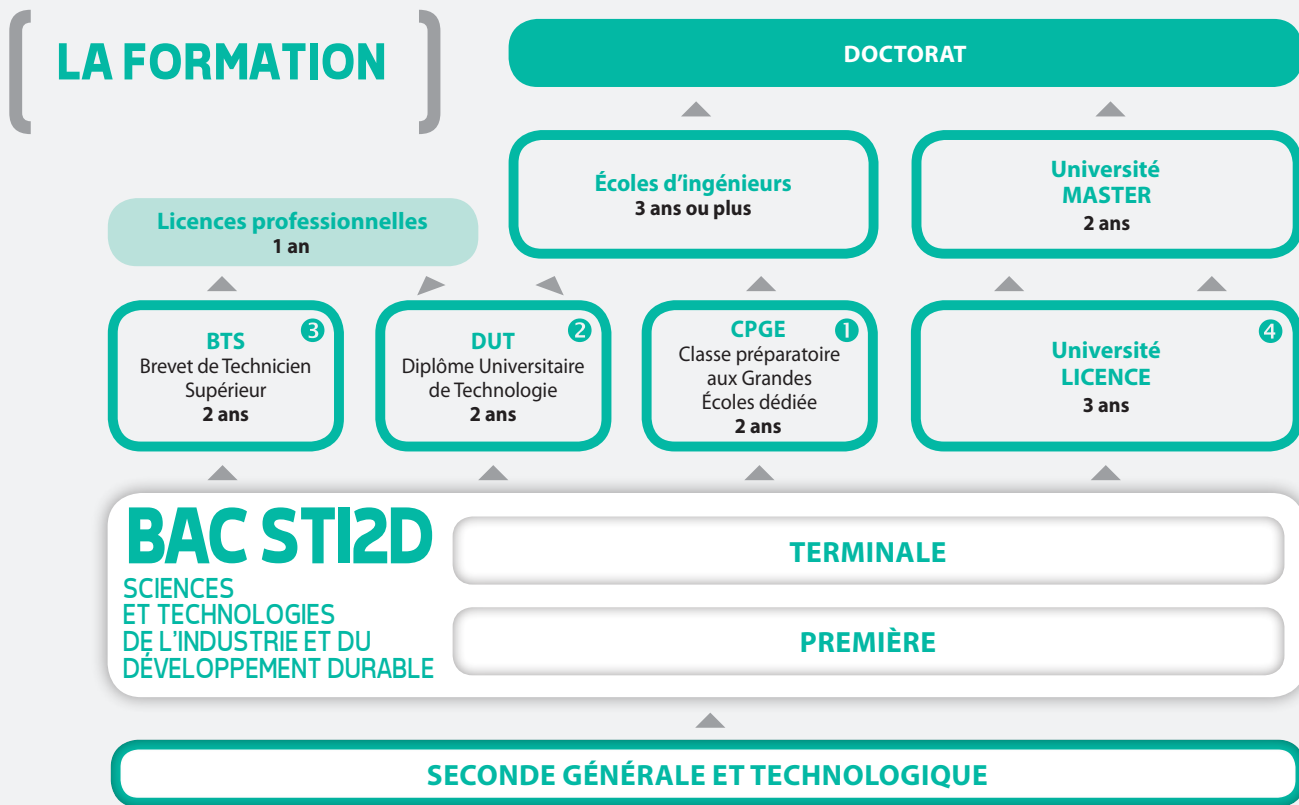 LA FORMATION
DOCTORAT
Écoles d'ingénieurs
3 ans ou plus
Université
MASTER
2 ans
Licences professionnelles
1 an
BTS
3
Brevet de Technicien
Supérieur
2 ans
DUT
2
Diplôme Universitaire
de Technologie
2 ans
CPGE
1
Classe préparatoire
aux Grandes
Écoles dédiée
2 ans
4
Université
LICENCE
3 ans
BAC STI2D
SCIENCES
ET TECHNOLOGIES
DE L'INDUSTRIE ET DU
DÉVELOPPEMENT DURABLE
TERMINALE
PREMIÈRE
SECONDE GÉNÉRALE ET TECHNOLOGIQUE